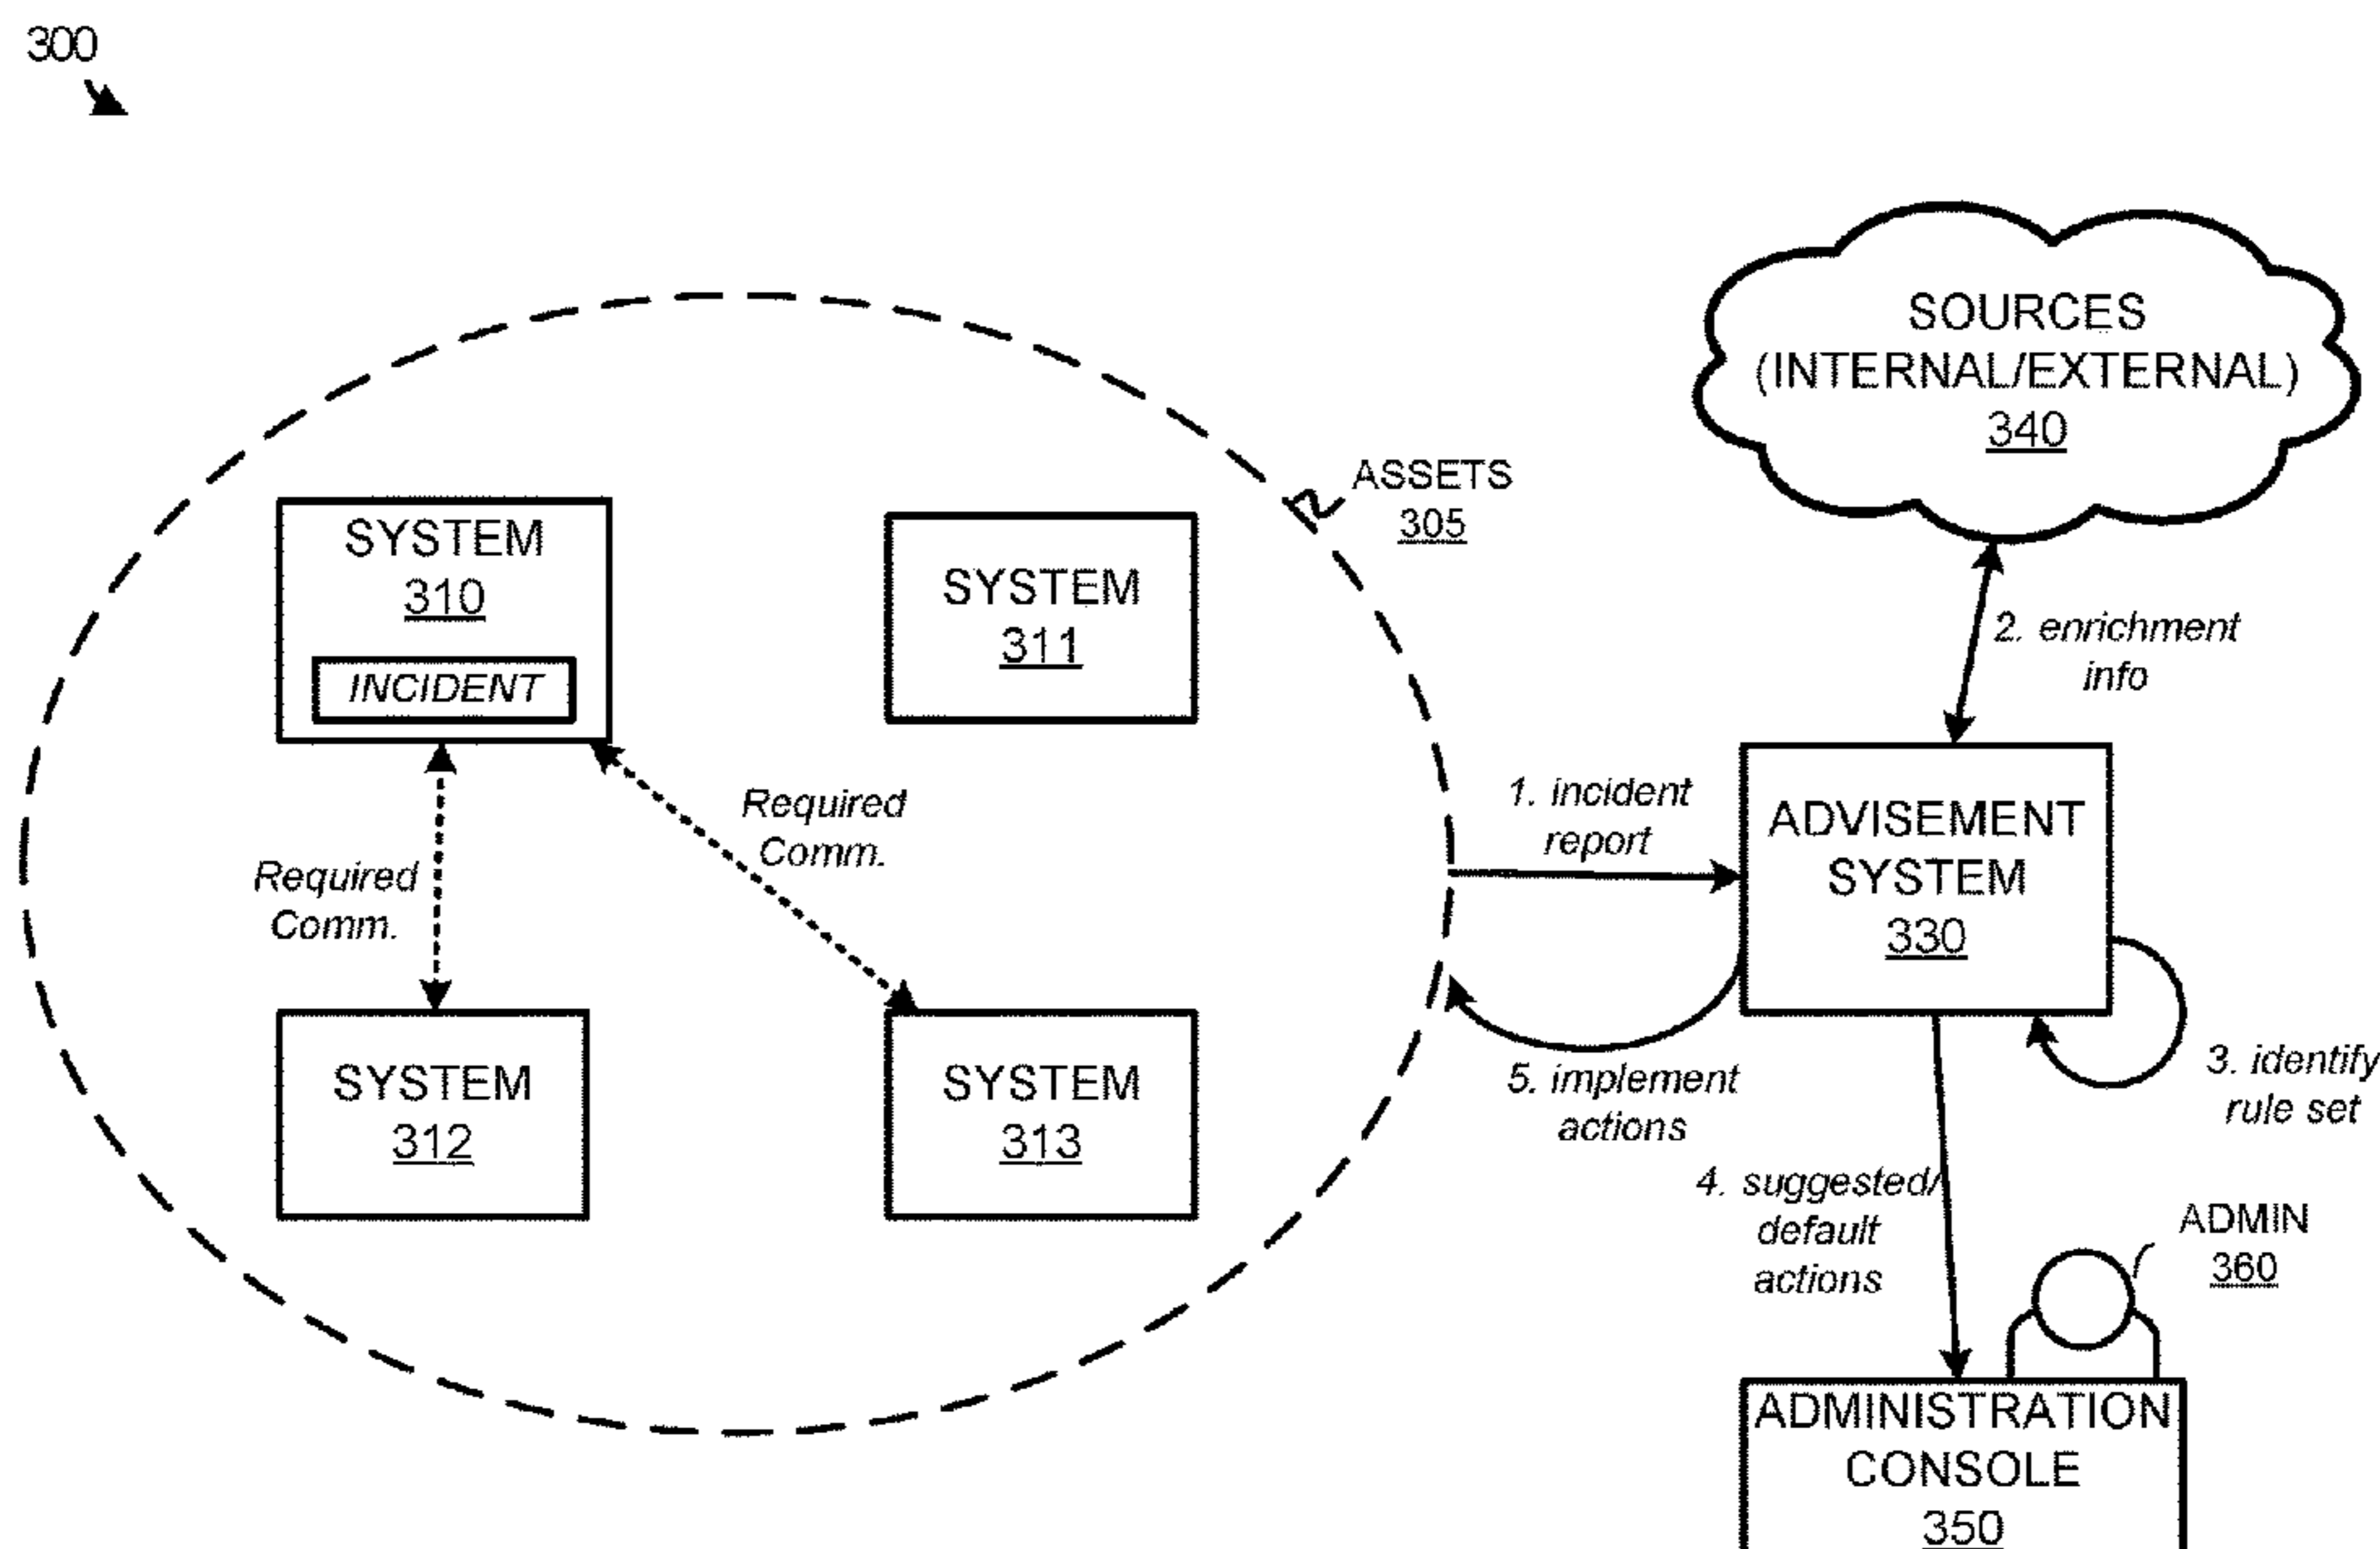 300
SOURCES
(INTERNAL/EXTERNAL)
340
ASSETS
305
SYSTEM
310
INCIDENT
SYSTEM
311
2. enrichment
info
Required
Comm.
Required
Comm.
1. incident
report
ADVISEMENT
SYSTEM
330
SYSTEM
312
SYSTEM
313
5. implement
actions
3. identify
rule set
4. suggested/
default
actions
ADMIN
360
ADMINISTRATION
CONSOLE
350